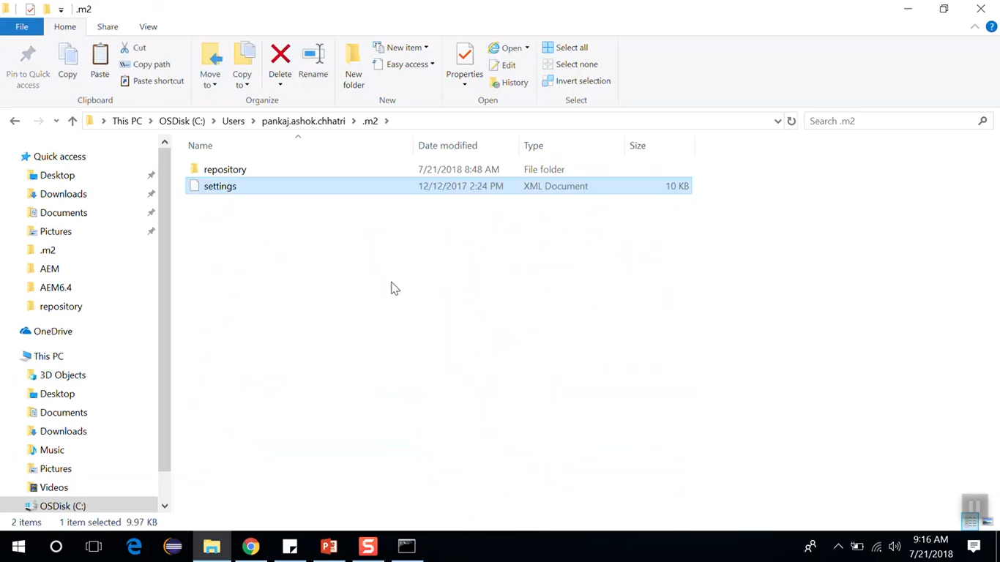 .m2
File Home Share View
Pin to Quick access
Copy
Paste
Cut
Copy path
Paste shortcut
Clipboard
Move to
Copy to
Delete
Rename
Organize
New folder
New item
Easy access
New
Properties
Open
Edit
History
Open
Select all
Select none
Invert selection
Select
This PC OSDisk (C:) Users pankaj.ashok.chhatri .m2
Search .m2
Name Date modified Type Size
repository 7/21/2018 8:48 AM File folder
settings 12/12/2017 2:24 PM XML Document 10 KB
Quick access
Desktop
Downloads
Documents
Pictures
.m2
AEM
AEM6.4
repository
OneDrive
This PC
3D Objects
Desktop
Documents
Downloads
Music
Pictures
Videos
OSDisk (C:)
2 items 1 item selected 9.97 KB
9:16 AM
7/21/2018